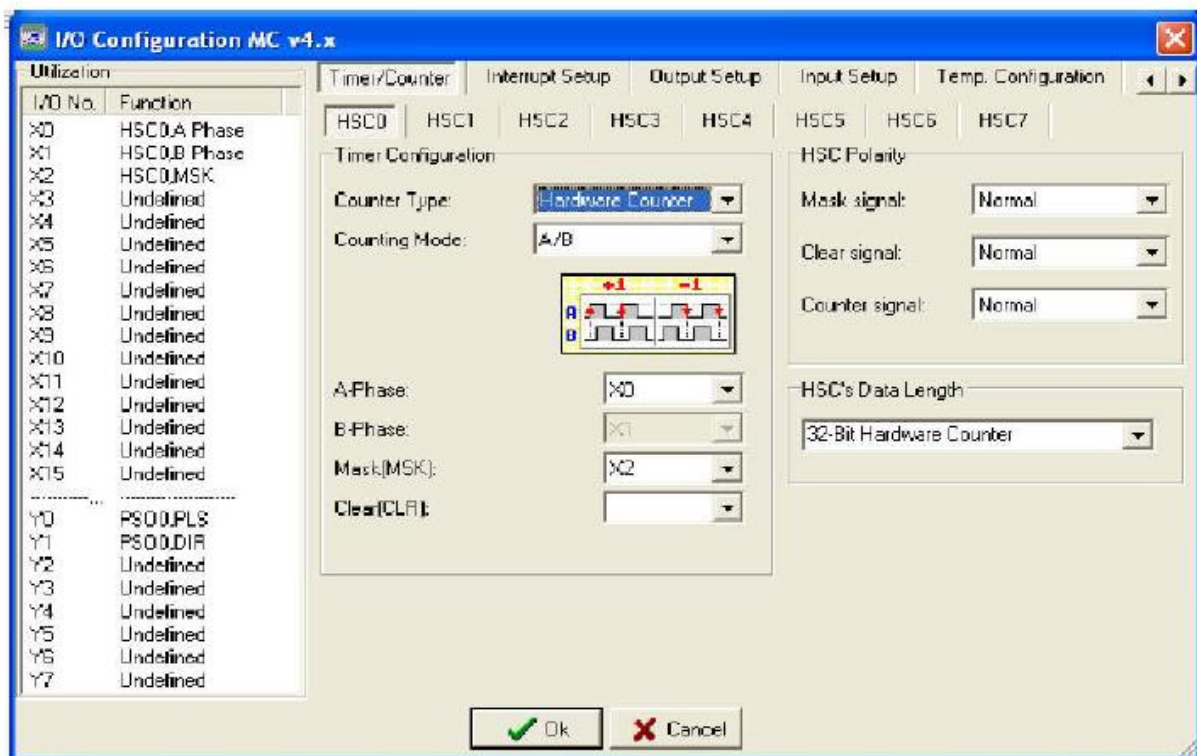 I/O Configuration MC v4.x
Utilization
I/O No. Function
X0 HSC0,A Phase
X1 HSC0,B Phase
X2 HSC0,MSK
X3 Undefined
X4 Undefined
X5 Undefined
X6 Undefined
X7 Undefined
X8 Undefined
X9 Undefined
X10 Undefined
X11 Undefined
X12 Undefined
X13 Undefined
X14 Undefined
X15 Undefined
Y0 PSO0,PLS
Y1 PSO0,DIR
Y2 Undefined
Y3 Undefined
Y4 Undefined
Y5 Undefined
Y6 Undefined
Y7 Undefined
Timer/Counter Interrupt Setup Output Setup Input Setup Temp. Configuration
HSC0 HSC1 HSC2 HSC3 HSC4 HSC5 HSC6 HSC7
Timer Configuration
Counter Type: Hardware Counter
Counting Mode: A/B
+1 -1
A
B
A-Phase: X0
B-Phase: X1
Mask(MSK): X2
Clear(CLR):
HSC Polarity
Mask signal: Normal
Clear signal: Normal
Counter signal: Normal
HSC's Data Length
32-Bit Hardware Counter
Ok Cancel